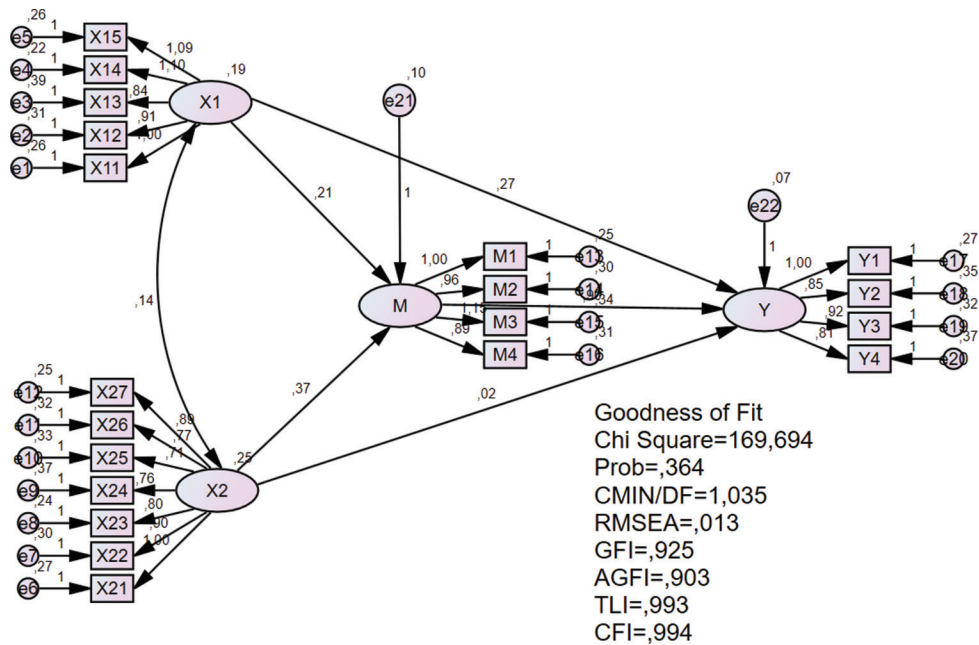 ,26
e5 1 X15
,22
e4 1 X14
,39
e3 1 X13
,31
e2 1 X12
,26
e1 1 X11
1,09
1,10
,84
,91
1,00
,19
X1
,10
e21
1
,21
,27
,14
,07
e22
1
M
1,00
,96
1,15
,89
M1 1 e13 ,25
M2 1 e14 ,30
M3 1 e15 ,34
M4 1 e16 ,31
Y
1,00
,85
,92
,81
Y1 1 e17 ,27
Y2 1 e18 ,35
Y3 1 e19 ,32
Y4 1 e20 ,37
,37
,02
,25
e12 1 X27
,32
e11 1 X26
,33
e10 1 X25
,37
e9 1 X24
,24
e8 1 X23
,30
e7 1 X22
,27
e6 1 X21
,89
,77
,71
,76
,80
,90
1,00
,25
X2
Goodness of Fit
Chi Square=169,694
Prob=,364
CMIN/DF=1,035
RMSEA=,013
GFI=,925
AGFI=,903
TLI=,993
CFI=,994